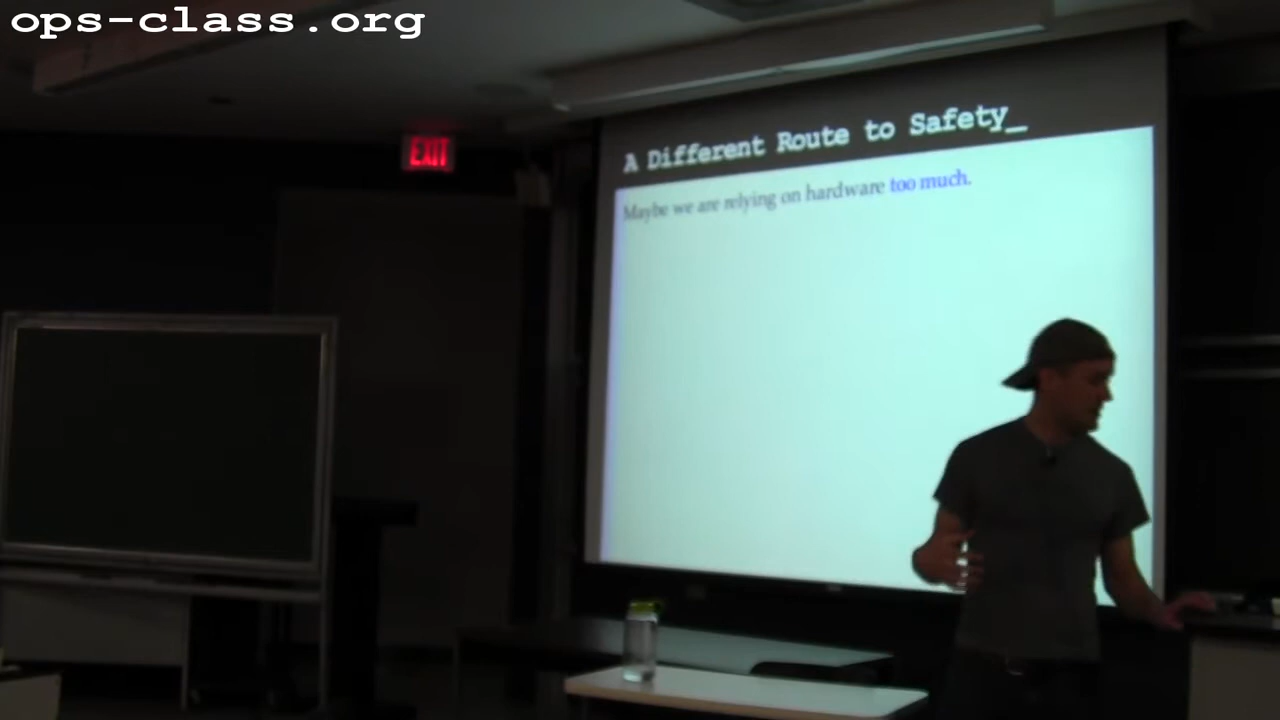 ops-class.org
EXIT
A Different Route to Safety_
Maybe we are relying on hardware too much.